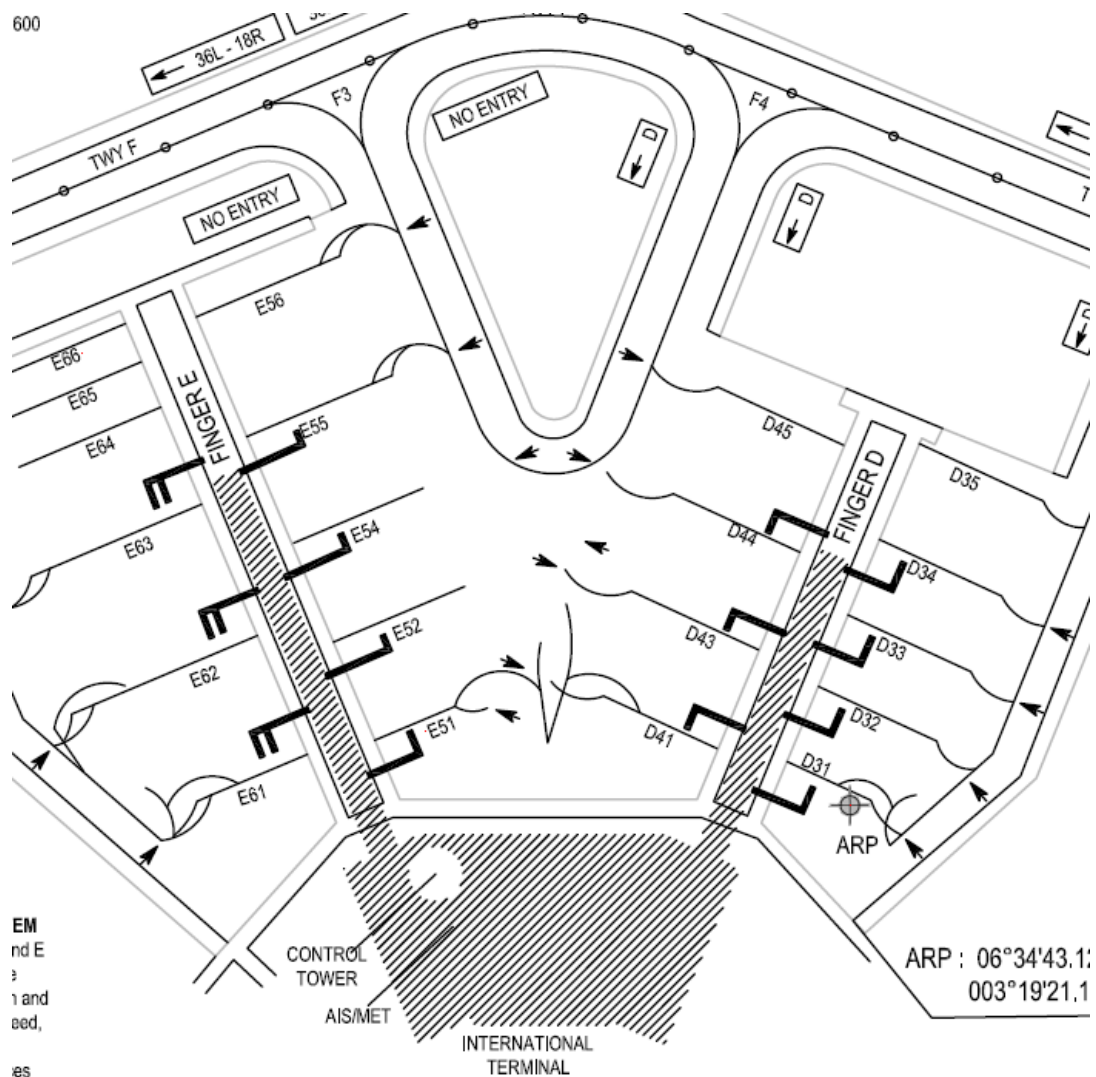 600
36L - 18R
TWY F
F3
NO ENTRY
D
F4
NO ENTRY
D
D
E56
E66
E65
E64
FINGER E
E55
D45
FINGER D
D35
E63
E54
D44
D34
E62
E52
D43
D33
E61
E51
D41
D32
D31
ARP
EM
nd E
CONTROL
TOWER
n and
eed,
AIS/MET
INTERNATIONAL
TERMINAL
ARP : 06°34'43.12
003°19'21.1
es